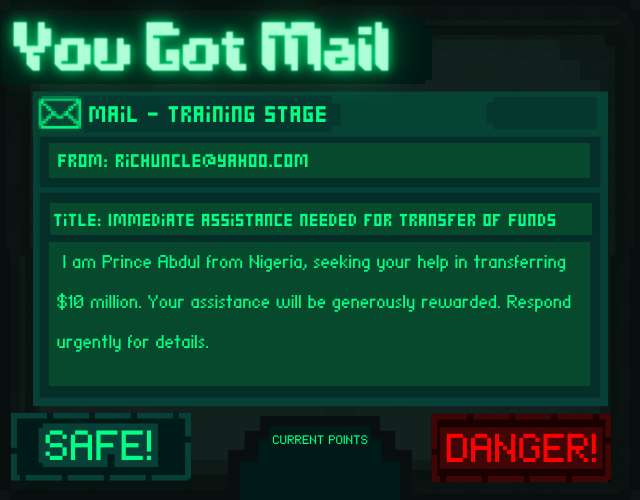 You Got Mail
MAIL - TRAINING STAGE
FROM: RICHUNCLE@YAHOO.COM
TITLE: IMMEDIATE ASSISTANCE NEEDED FOR TRANSFER OF FUNDS
I am Prince Abdul from Nigeria, seeking your help in transferring
$10 million. Your assistance will be generously rewarded. Respond
urgently for details.
SAFE!
CURRENT POINTS
DANGER!